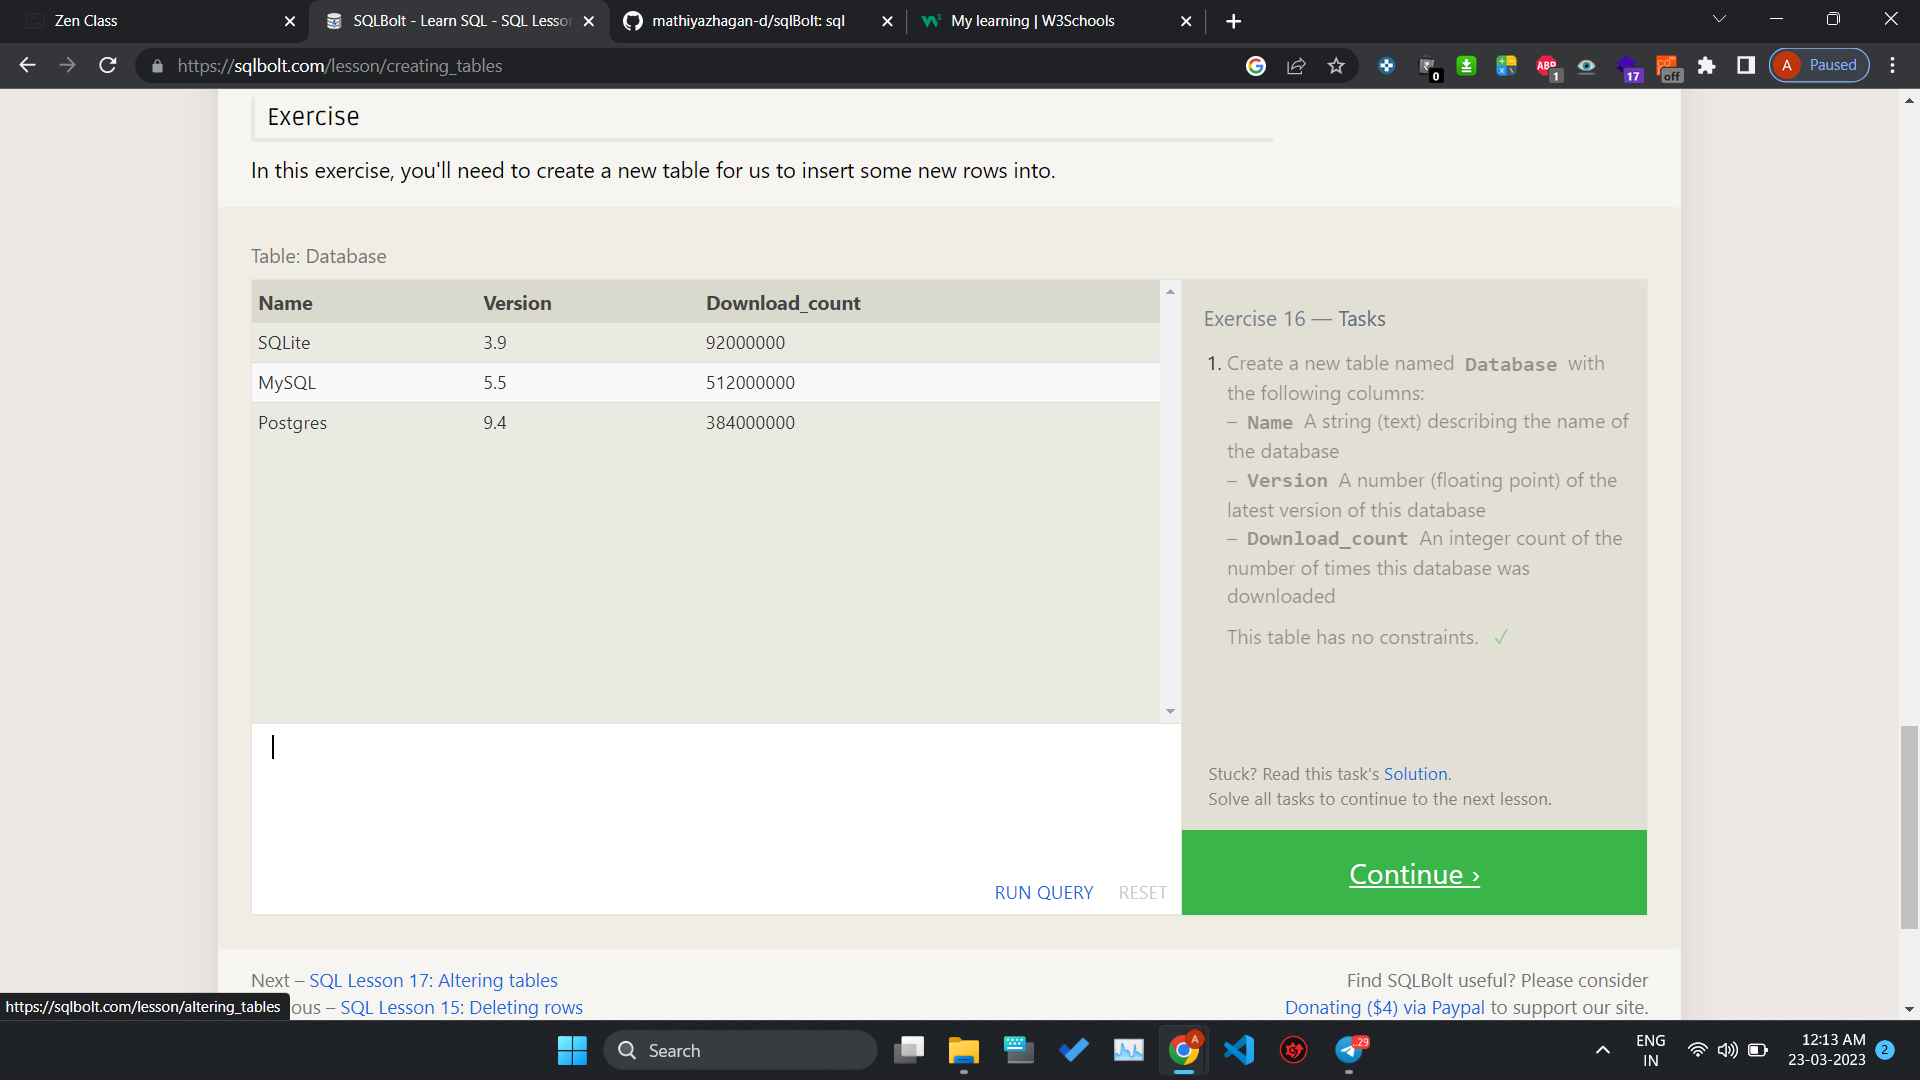 Zen Class
SQLBolt - Learn SQL - SQL Lesson
mathiyazhagan-d/sqlBolt: sql
My learning | W3Schools
https://sqlbolt.com/lesson/creating_tables
0
ABP
1
17
off
A Paused
Exercise
In this exercise, you'll need to create a new table for us to insert some new rows into.
Table: Database
Name Version Download_count
SQLite 3.9 92000000
MySQL 5.5 512000000
Postgres 9.4 384000000
Exercise 16 — Tasks
1. Create a new table named Database with
the following columns:
– Name A string (text) describing the name of
the database
– Version A number (floating point) of the
latest version of this database
– Download_count An integer count of the
number of times this database was
downloaded
This table has no constraints. ✓
Stuck? Read this task's Solution.
Solve all tasks to continue to the next lesson.
RUN QUERY RESET
Continue ›
Next – SQL Lesson 17: Altering tables
Find SQLBolt useful? Please consider
https://sqlbolt.com/lesson/altering_tables
ous – SQL Lesson 15: Deleting rows
Donating ($4) via Paypal to support our site.
Search
A
29
ENG
IN
12:13 AM
23-03-2023
2